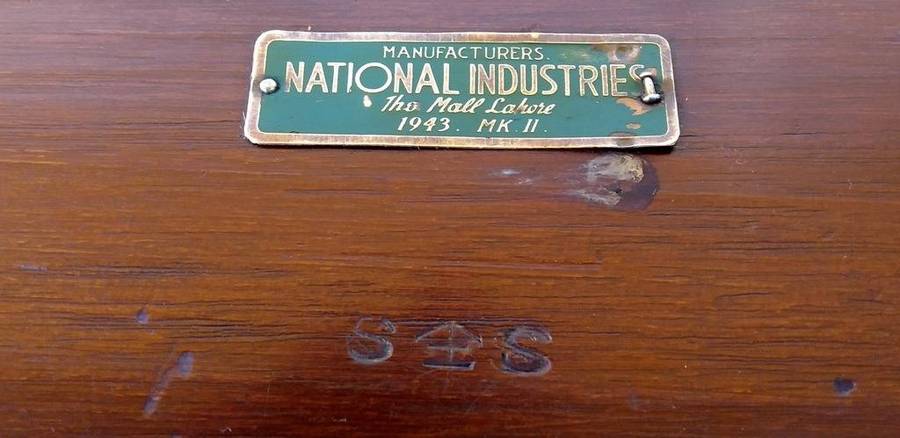 MANUFACTURERS.
NATIONAL INDUSTRIES
The Mall Lahore
1943. MK II.
S S